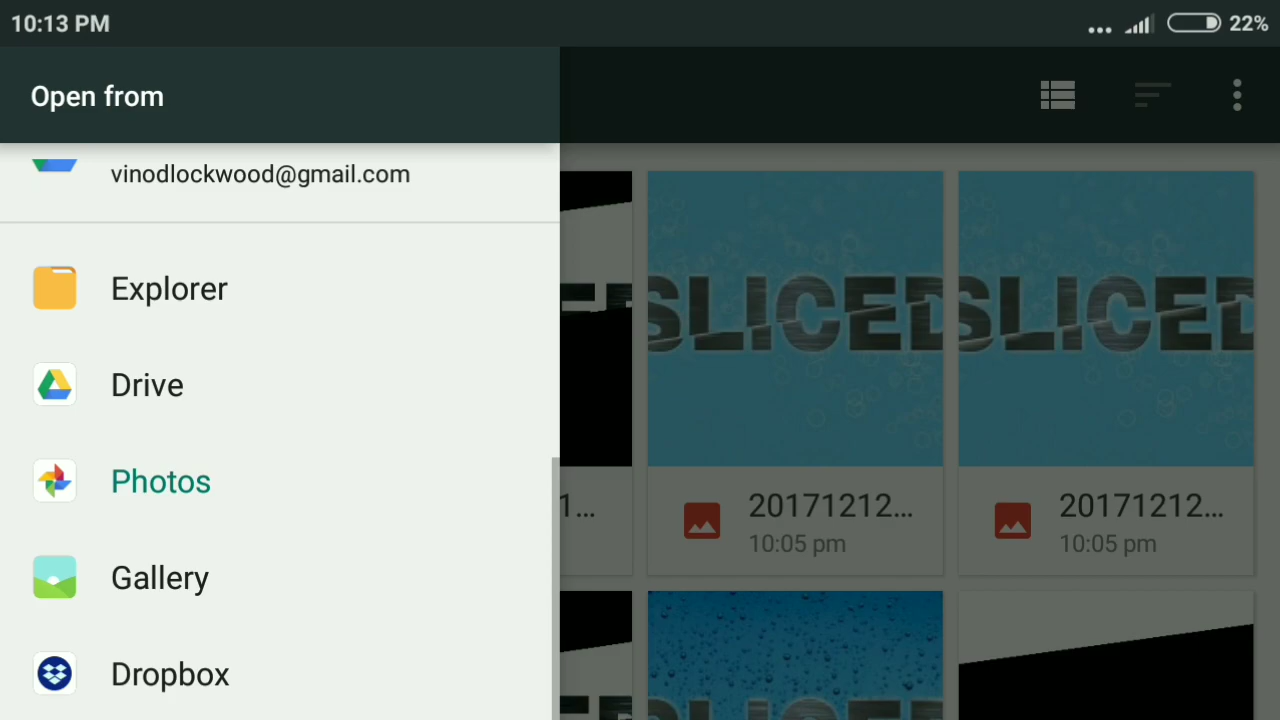 10:13 PM
22%
Open from
vinodlockwood@gmail.com
Explorer
Drive
Photos
Gallery
Dropbox
SLICED
SLICED
1...
20171212...
10:05 pm
20171212...
10:05 pm